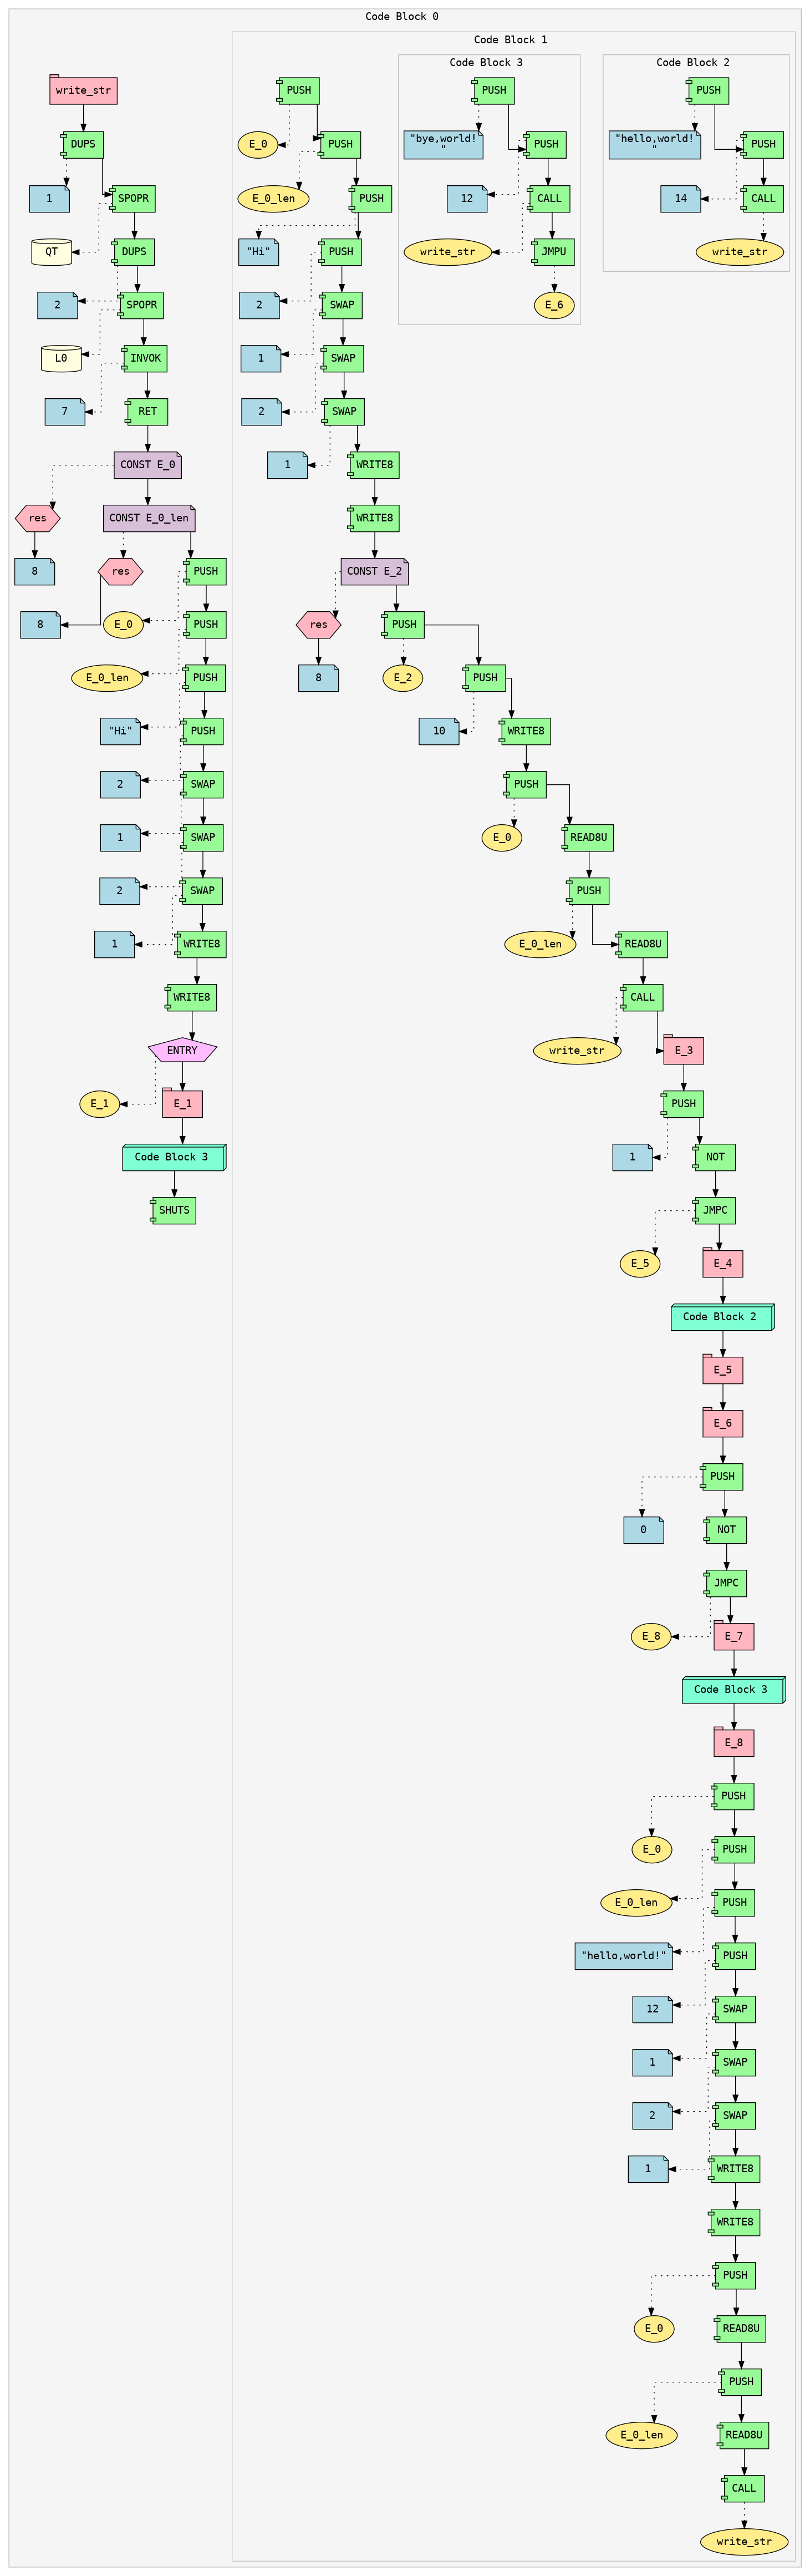 Code Block 0
write_str
DUPS
1
SPOPR
QT
DUPS
2
SPOPR
L0
INVOK
7
RET
CONST E_0
res
8
CONST E_0_len
res
8
PUSH
E_0
PUSH
E_0_len
PUSH
"Hi"
PUSH
2
SWAP
1
SWAP
2
SWAP
1
WRITE8
WRITE8
ENTRY
E_1
E_1
Code Block 3
SHUTS
Code Block 1
PUSH
E_0
PUSH
E_0_len
PUSH
"Hi"
PUSH
2
SWAP
1
SWAP
2
SWAP
1
WRITE8
WRITE8
CONST E_2
res
8
PUSH
E_2
PUSH
10
WRITE8
PUSH
E_0
READ8U
PUSH
E_0_len
READ8U
CALL
write_str
E_3
PUSH
1
NOT
JMPC
E_5
E_4
Code Block 2
E_5
E_6
PUSH
0
NOT
JMPC
E_8
E_7
Code Block 3
E_8
PUSH
E_0
PUSH
E_0_len
PUSH
"hello,world!"
PUSH
12
SWAP
1
SWAP
2
SWAP
1
WRITE8
WRITE8
PUSH
E_0
READ8U
PUSH
E_0_len
READ8U
CALL
write_str
Code Block 3
PUSH
"bye,world!
"
PUSH
12
CALL
write_str
JMPU
E_6
Code Block 2
PUSH
"hello,world!
"
PUSH
14
CALL
write_str